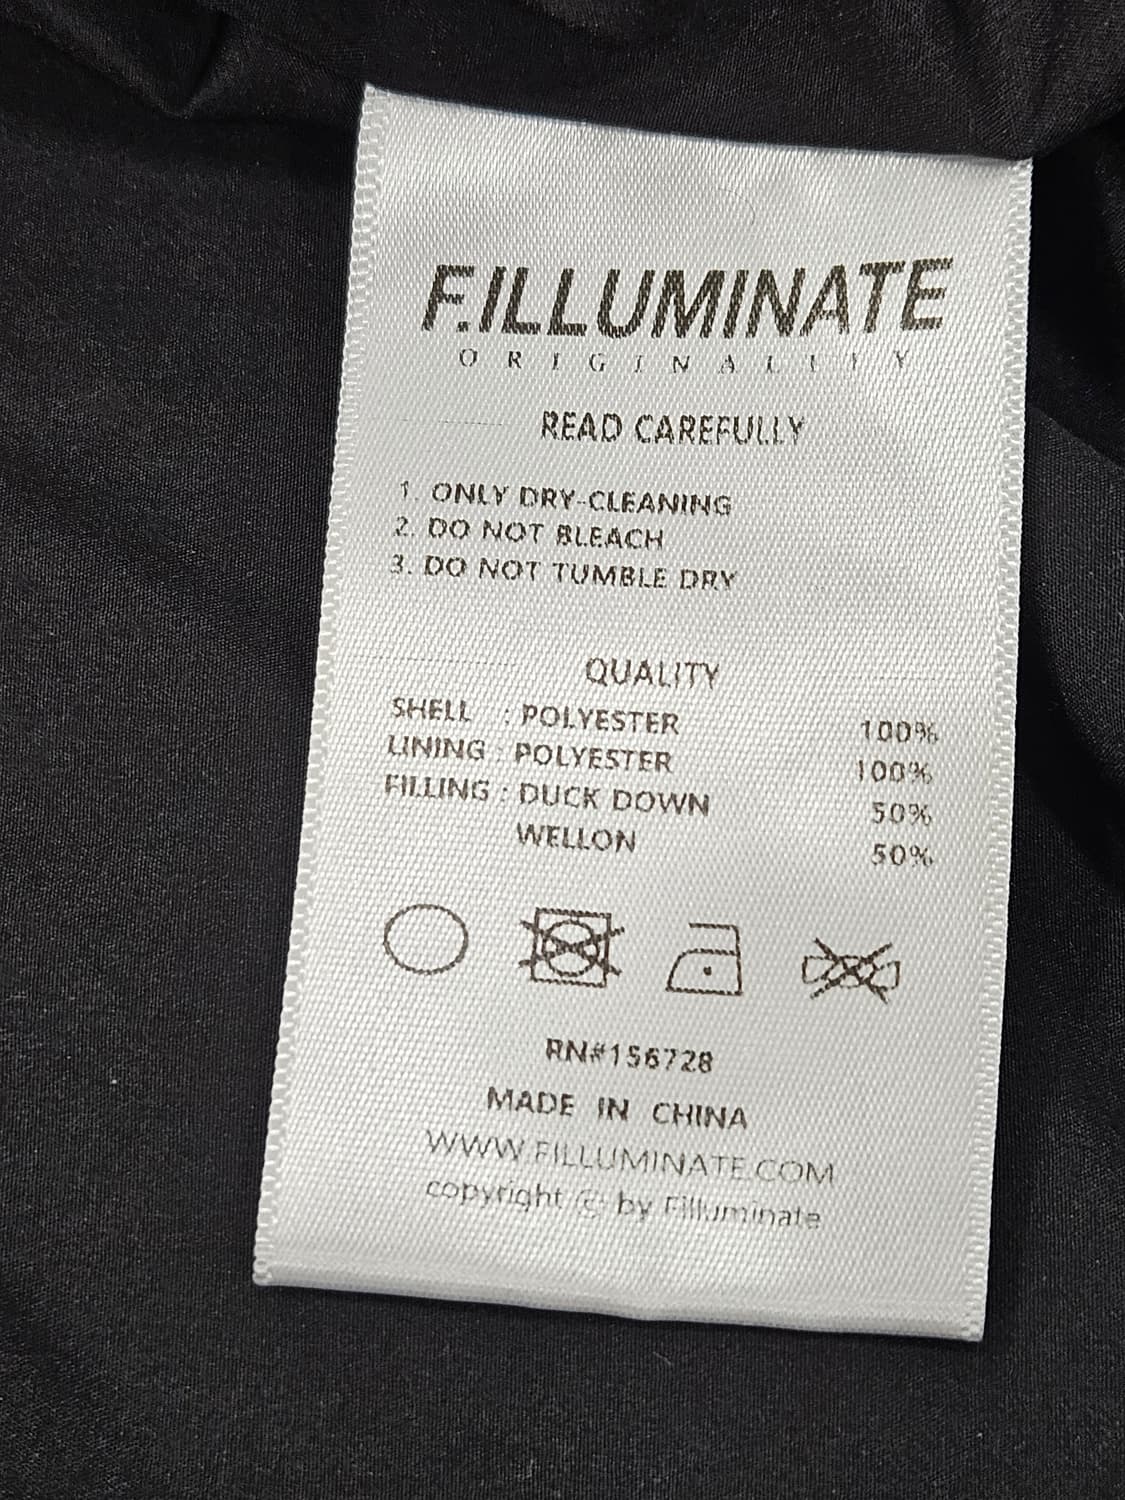 F.ILLUMINATE
ORIGINALITY
READ CAREFULLY
1. ONLY DRY-CLEANING
2. DO NOT BLEACH
3. DO NOT TUMBLE DRY
QUALITY
SHELL : POLYESTER 100%
LINING : POLYESTER 100%
FILLING : DUCK DOWN 50%
WELLON 50%
RN#156728
MADE IN CHINA
WWW.FILLUMINATE.COM
copyright © by Filluminate